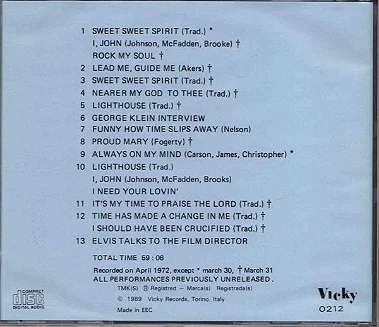 1 SWEET SWEET SPIRIT (Trad.) *
I, JOHN (Johnson, McFadden, Brooke) †
ROCK MY SOUL †
2 LEAD ME, GUIDE ME (Akers) †
3 SWEET SWEET SPIRIT (Trad.) †
4 NEARER MY GOD TO THEE (Trad.) †
5 LIGHTHOUSE (Trad.) †
6 GEORGE KLEIN INTERVIEW
7 FUNNY HOW TIME SLIPS AWAY (Nelson)
8 PROUD MARY (Fogerty) †
9 ALWAYS ON MY MIND (Carson, James, Christopher) *
10 LIGHTHOUSE (Trad.)
I, JOHN (Johnson, McFadden, Brooks)
I NEED YOUR LOVIN'
11 IT'S MY TIME TO PRAISE THE LORD (Trad.) †
12 TIME HAS MADE A CHANGE IN ME (Trad.) †
I SHOULD HAVE BEEN CRUCIFIED (Trad.) †
13 ELVIS TALKS TO THE FILM DIRECTOR
TOTAL TIME 59 : 06
Recorded on April 1972, except * march 30, † March 31
ALL PERFORMANCES PREVIOUSLY UNRELEASED.
TMK(S) ® Registred – Marca(s) Registrada(s)
© 1989 Vicky Records, Torino, Italy
Made in EEC
COMPACT
disc
DIGITAL AUDIO
Vicky
0212